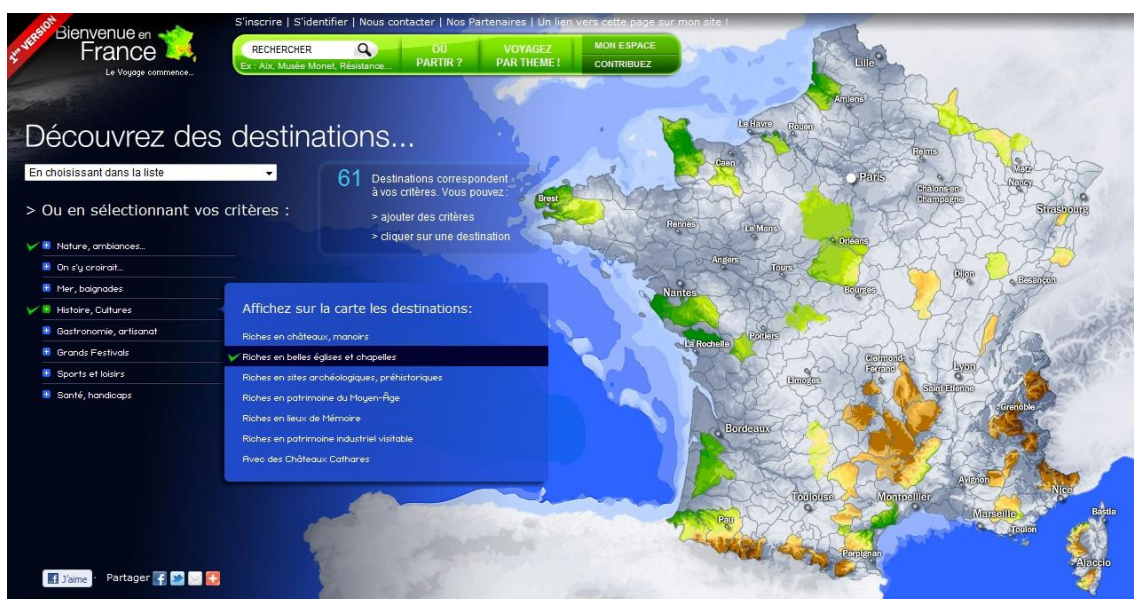 1ère VERSION
Bienvenue en
France
Le Voyage commence...
S'inscrire | S'identifier | Nous contacter | Nos Partenaires | Un lien vers cette page sur mon site !
RECHERCHER
Ex : Aix, Musée Monet, Résistance...
OÙ
PARTIR ?
VOYAGEZ
PAR THEME !
MON ESPACE
CONTRIBUEZ
Découvrez des destinations...
En choisissant dans la liste
61
Destinations correspondent
à vos critères. Vous pouvez :
> ajouter des critères
> cliquer sur une destination
> Ou en sélectionnant vos critères :
Nature, ambiances...
On s'y croirait...
Mer, baignades
Histoire, Cultures
Gastronomie, artisanat
Grands Festivals
Sports et loisirs
Santé, handicaps
Affichez sur la carte les destinations:
Riches en châteaux, manoirs
Riches en belles églises et chapelles
Riches en sites archéologiques, préhistoriques
Riches en patrimoine du Moyen-Âge
Riches en lieux de Mémoire
Riches en patrimoine industriel visitable
Avec des Châteaux Cathares
Lille
Amiens
Le Havre
Rouen
Caen
Reims
Metz
Paris
Châlons-en-
Champagne
Nancy
Strasbourg
Brest
Rennes
Le Mans
Orléans
Angers
Tours
Dijon
Besançon
Bourges
Nantes
Poitiers
La Rochelle
Clermont-
Ferrand
Lyon
Limoges
Saint-Etienne
Grenoble
Bordeaux
Avignon
Nice
Toulouse
Montpellier
Marseille
Toulon
Bastia
Pau
Perpignan
Ajaccio
J'aime
Partager